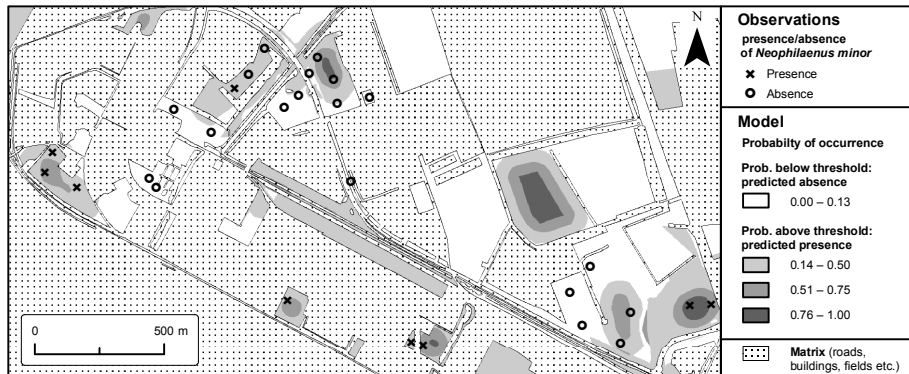 N
0 500 m
Observations
presence/absence
of Neophilaenus minor
Presence
Absence
Model
Probabilty of occurrence
Prob. below threshold:
predicted absence
0.00 – 0.13
Prob. above threshold:
predicted presence
0.14 – 0.50
0.51 – 0.75
0.76 – 1.00
Matrix (roads,
buildings, fields etc.)